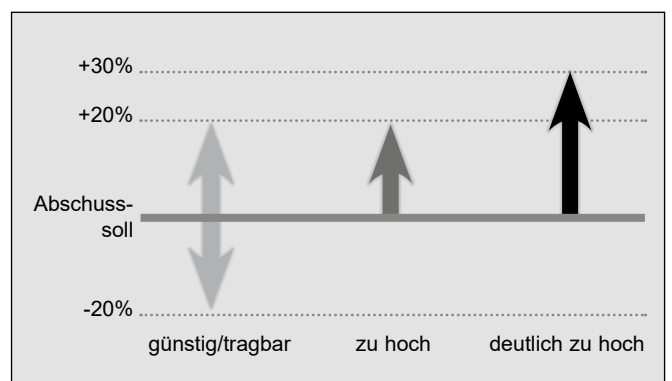 +30%
+20%
Abschuss-
soll
-20%
günstig/tragbar
zu hoch
deutlich zu hoch